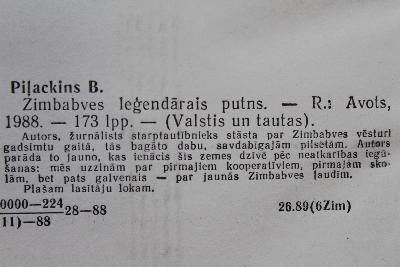 Piļackins B.
Zimbabves leģendārais putns. — R.: Avots,
1988. — 173 lpp. — (Valstis un tautas).
Autors, žurnālists starptautībnieks stāsta par Zimbabves vēsturi
gadsimtu gaitā, tās bagāto dabu, savdabīgajām pilsētām. Autors
parāda to jauno, kas ienācis šīs zemes dzīvē pēc neatkarības iegū-
šanas; mēs uzzinām par pirmajiem kooperatīviem, pirmajām sko-
lām, bet pats galvenais — par jaunās Zimbabves ļaudīm.
Plašam lasītāju lokam.
0000—224
11)—88
28—88
26.89(6Zim)